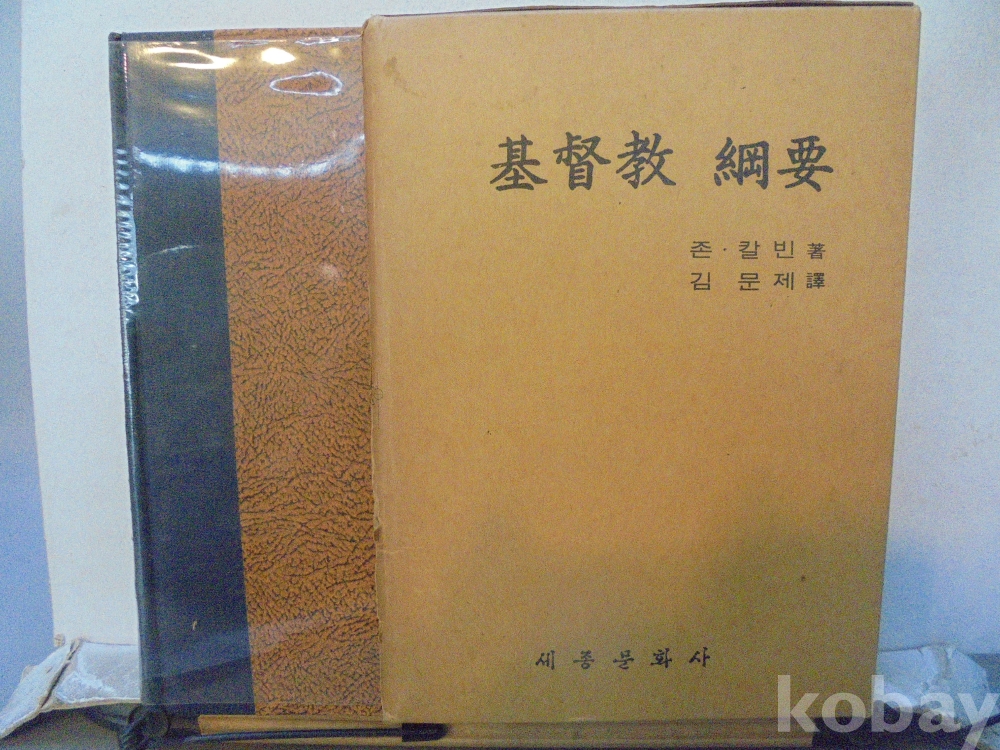 基督教 綱要
존·칼빈 著
김 문 제 譯
세종문화사
kobay